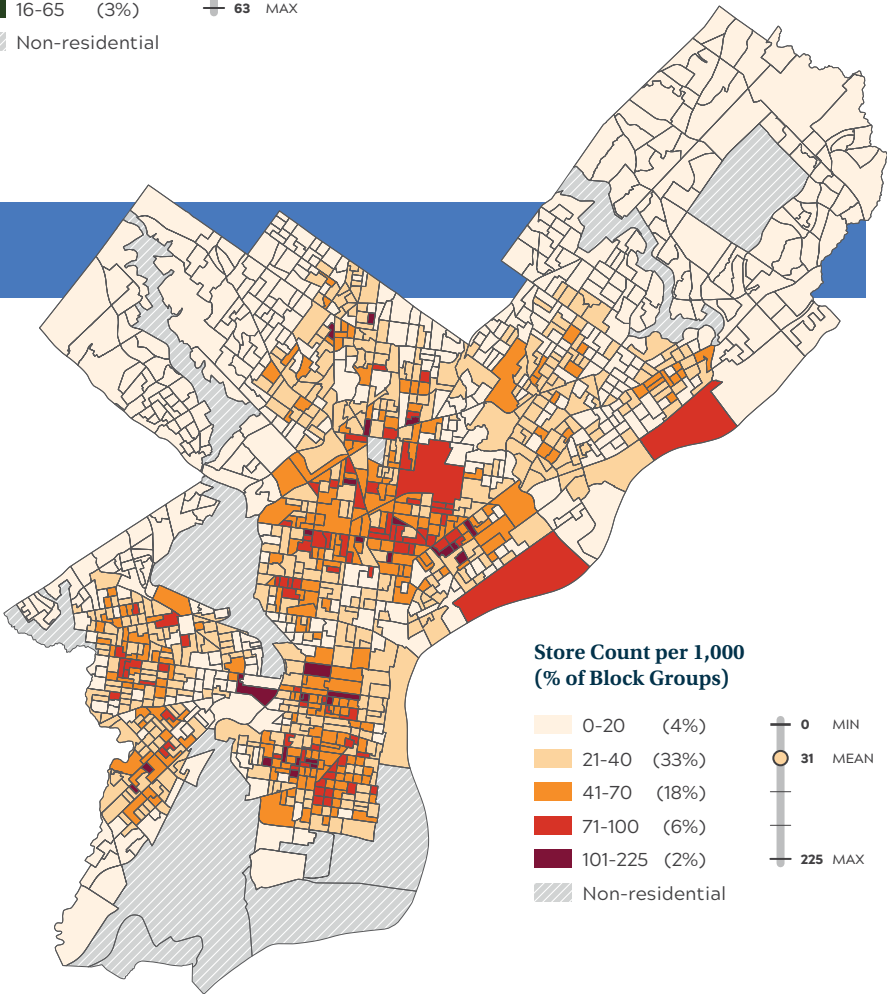 16-65 (3%)
63 MAX
Non-residential
Store Count per 1,000
(% of Block Groups)
0-20 (4%)
21-40 (33%)
41-70 (18%)
71-100 (6%)
101-225 (2%)
Non-residential
0 MIN
31 MEAN
225 MAX